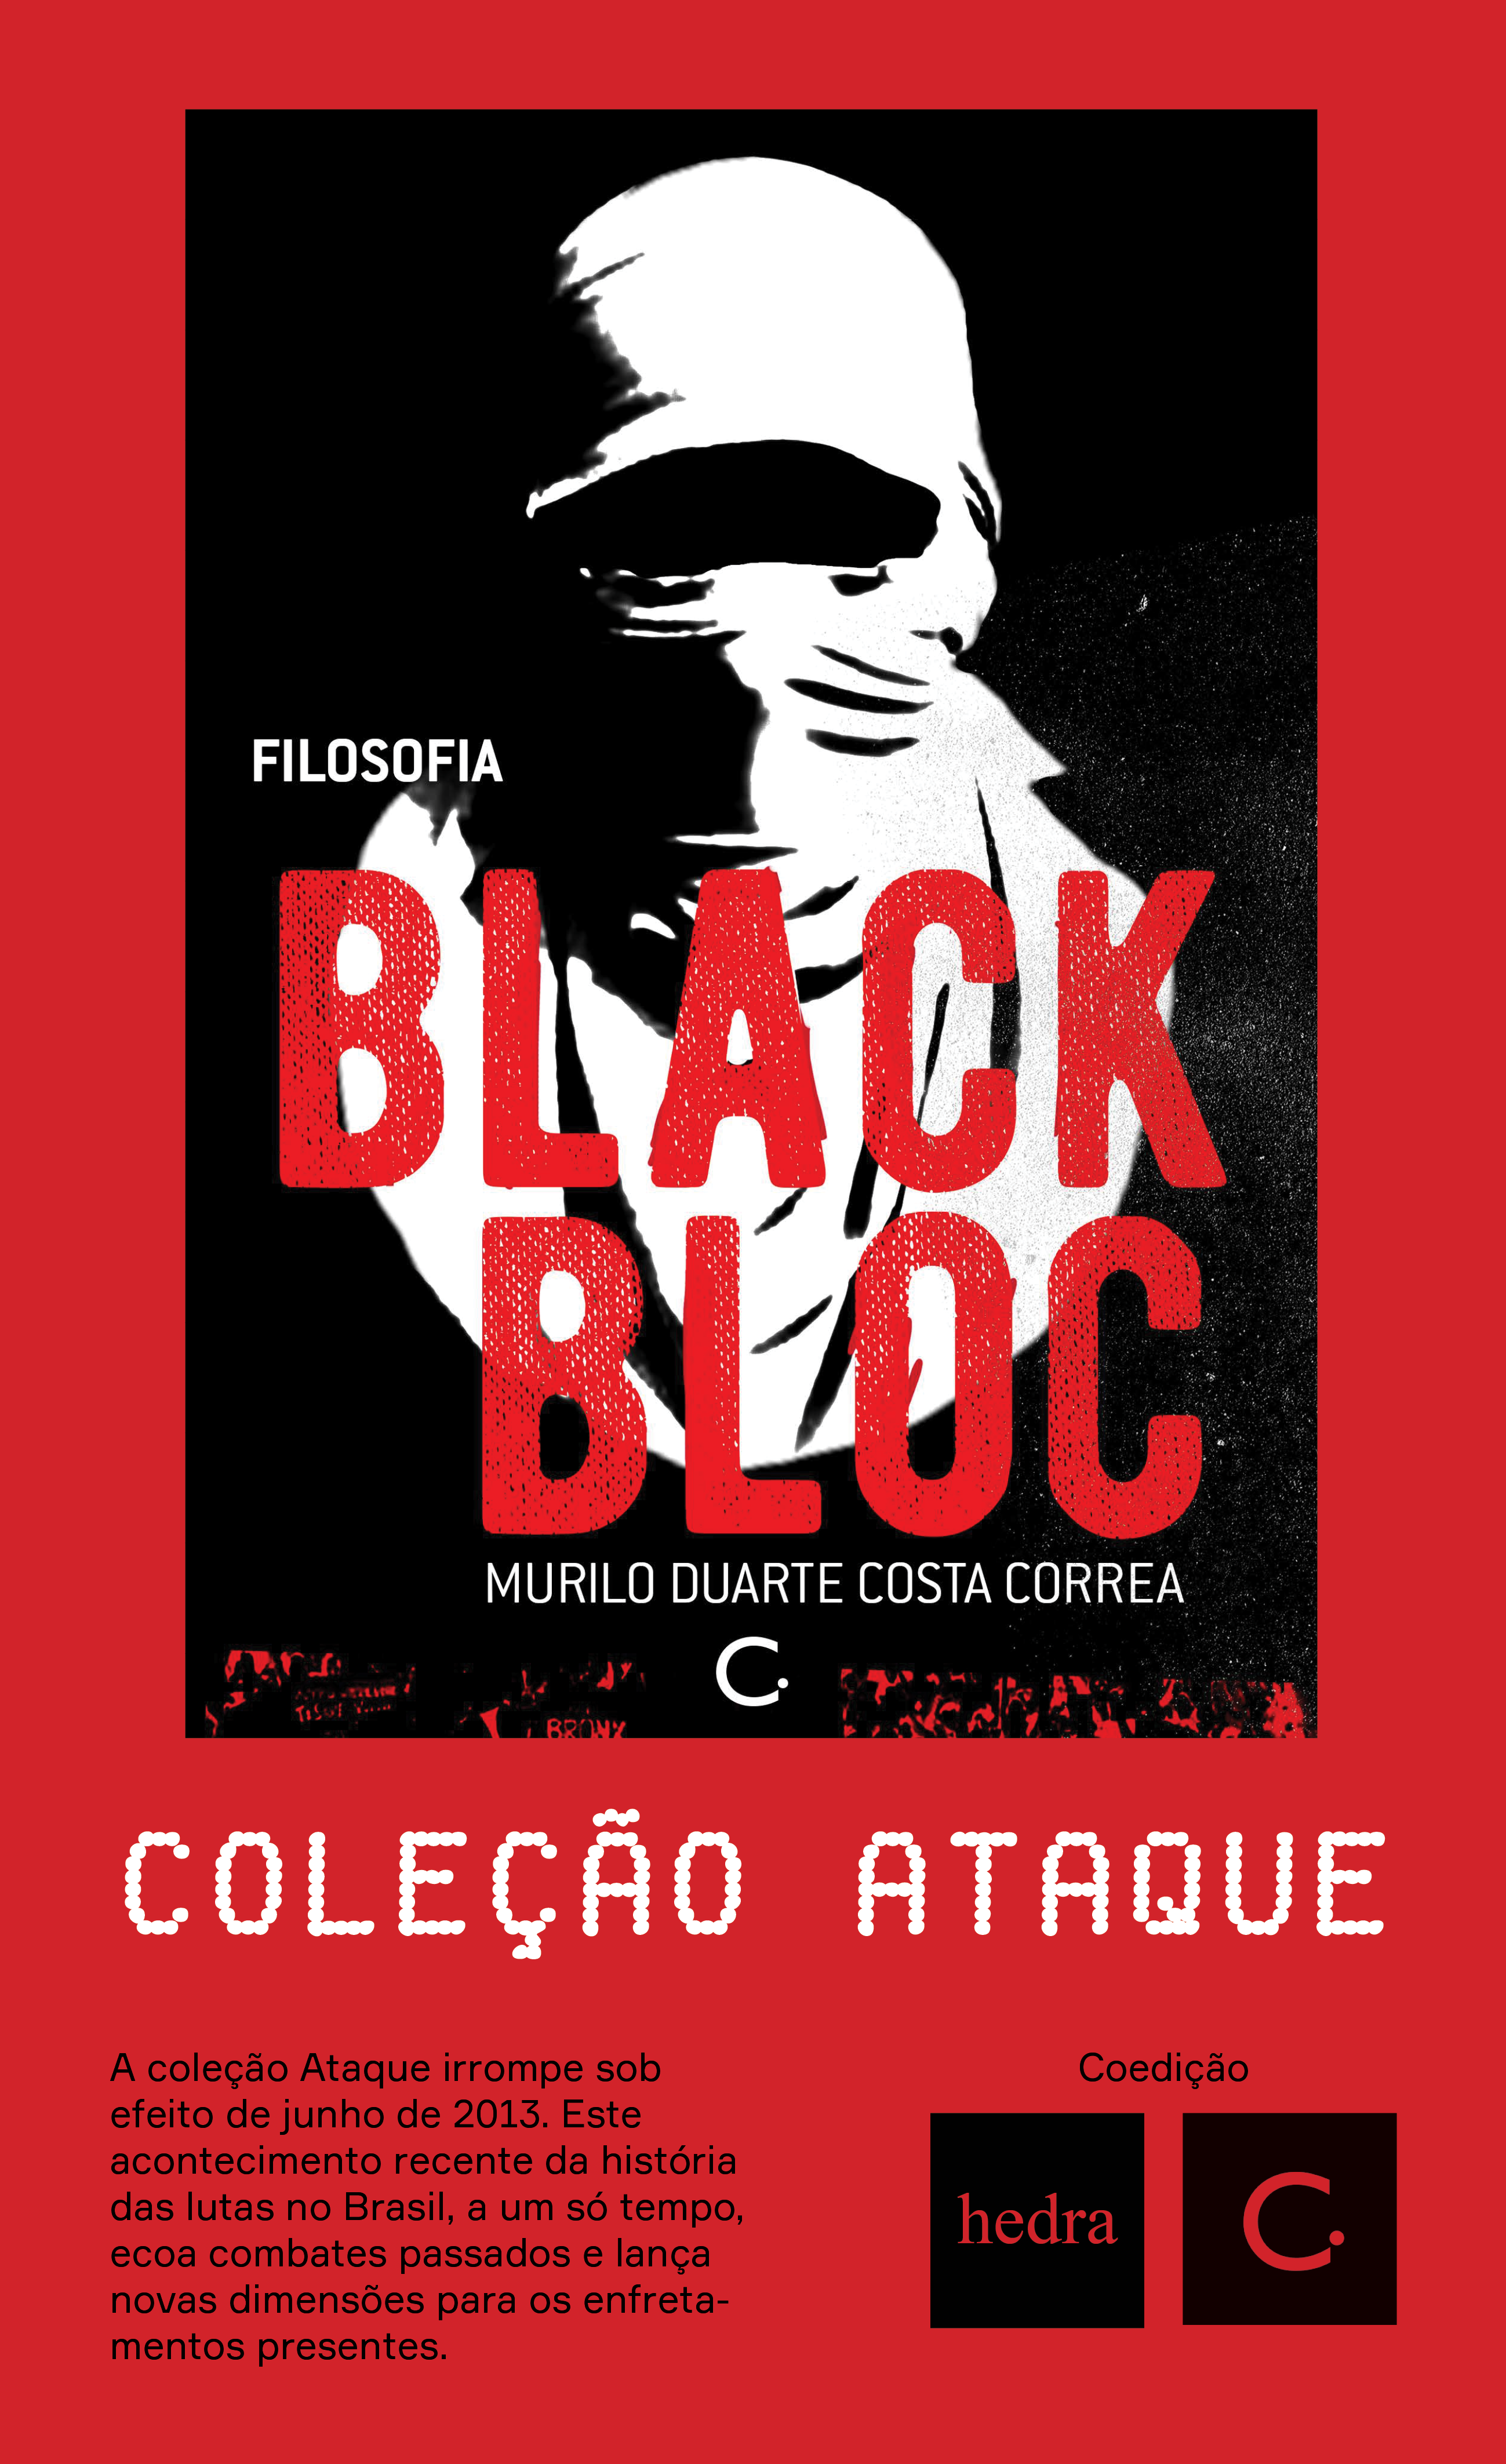 FILOSOFIA
BLACK
BLOC
MURILO DUARTE COSTA CORREA
C.
BRONX
COLEÇÃO ATAQUE
A coleção Ataque irrompe sob
efeito de junho de 2013. Este
acontecimento recente da história
das lutas no Brasil, a um só tempo,
ecoa combates passados e lança
novas dimensões para os enfreta-
mentos presentes.
Coedição
hedra
C.